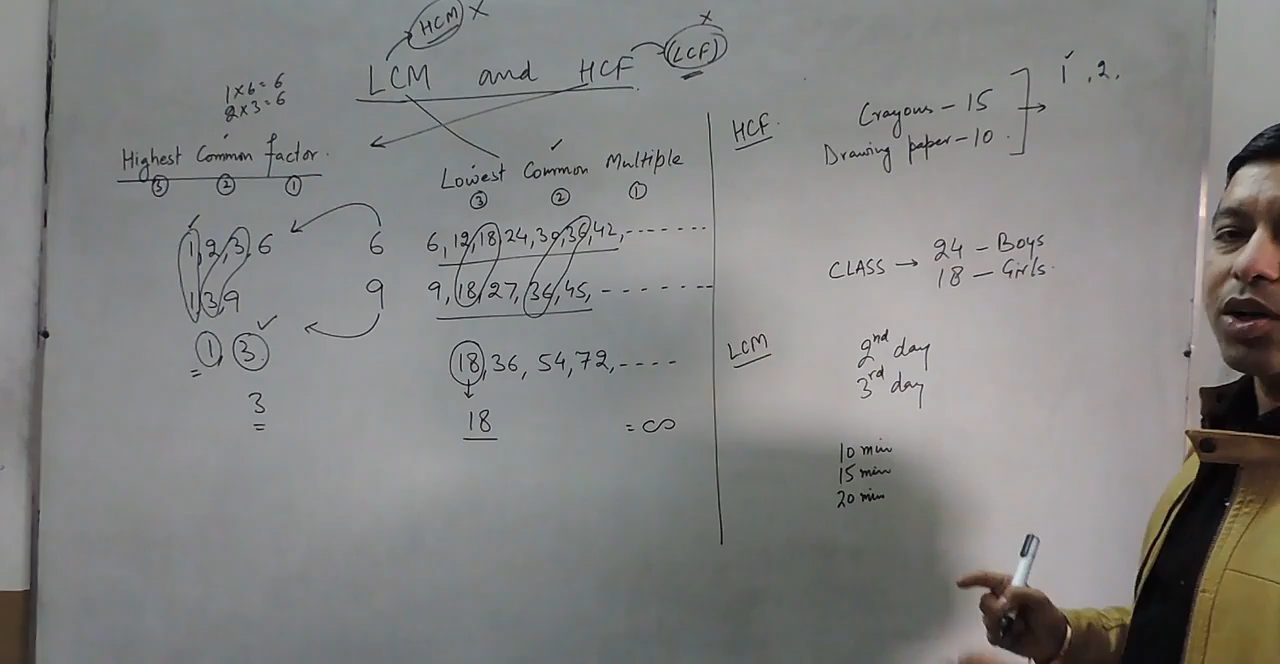 HCM X
X
LCM and HCF
(LCF)
1×6=6
2×3=6
Highest Common factor.
③ ② ①
1,2,3,6
6
1,3,9
9
1, 3
3
=
Lowest Common Multiple
③ ② ①
6,12,18,24,30,36,42,-------
9,18,27,36,45,-------
18,36,54,72,----
18
= ∞
HCF.
Crayons - 15
Drawing paper - 10
1,2.
CLASS → 24 - Boys
18 - Girls.
LCM
2nd day
3rd day
10 min
15 min
20 min